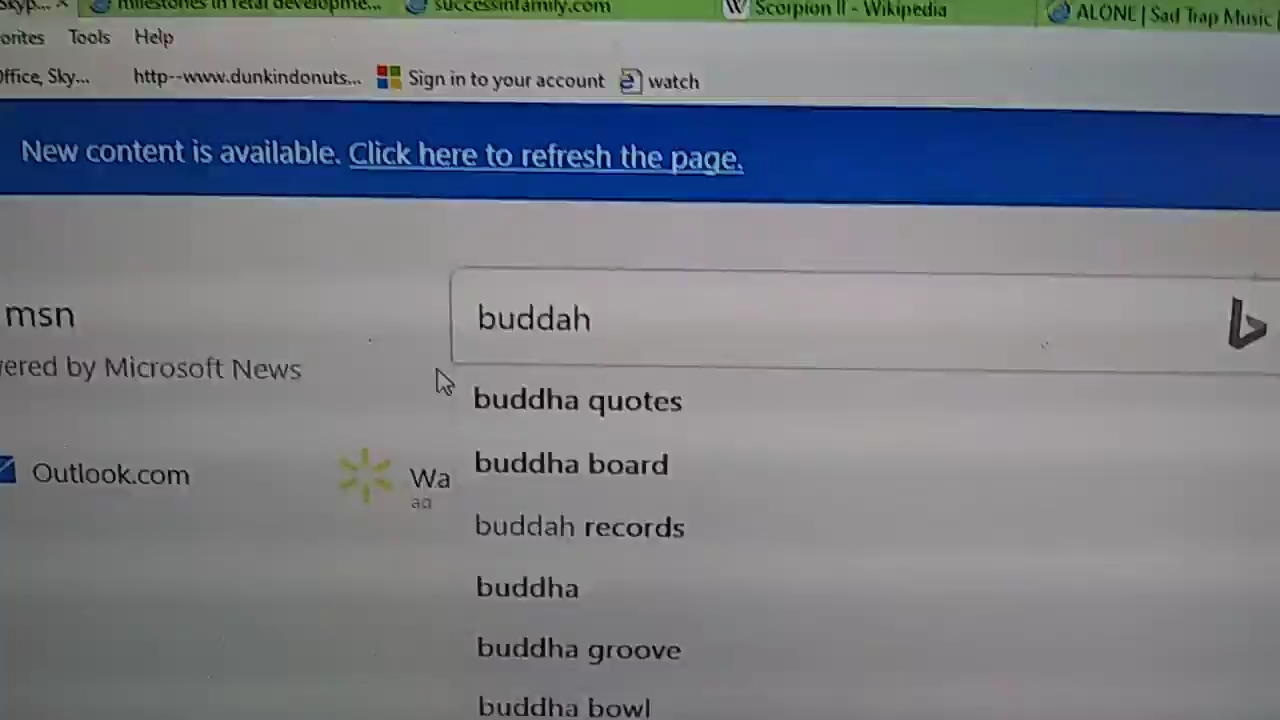 milestones in fetal developme... successinfamily.com Scorpion II - Wikipedia ALONE | Sad Trap Music |
orites Tools Help
Office, Sky... http--www.dunkindonuts... Sign in to your account watch
New content is available. Click here to refresh the page.
msn
buddah
ered by Microsoft News
buddha quotes
buddha board
Outlook.com Wa
ad
buddah records
buddha
buddha groove
buddha bowl